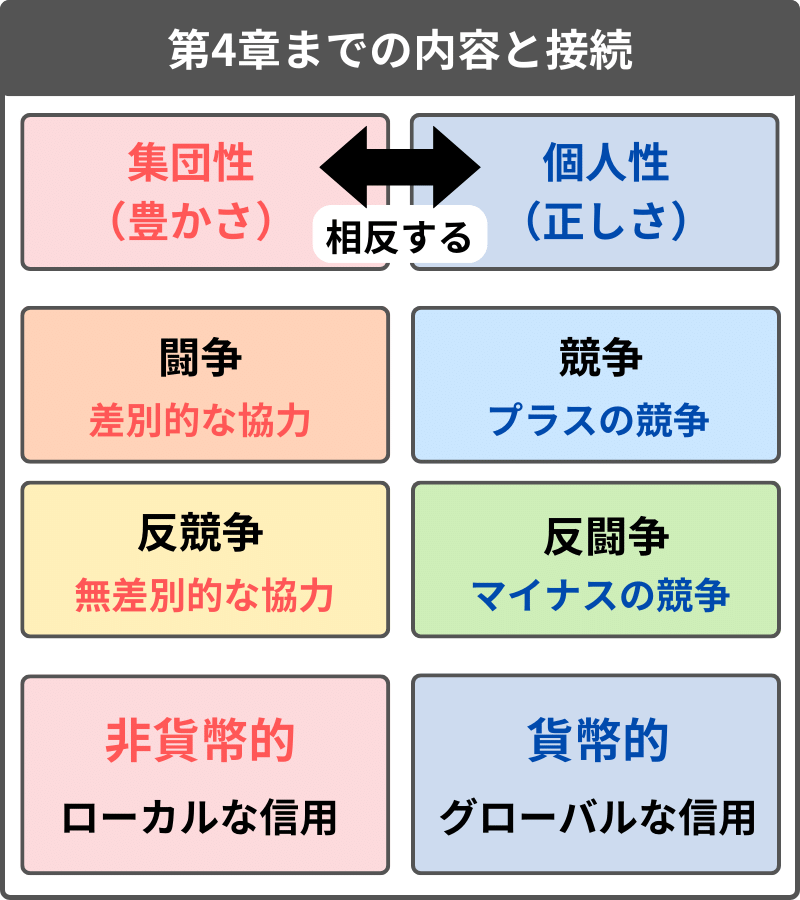 第4章までの内容と接続
集団性
（豊かさ）
個人性
（正しさ）
相反する
闘争
差別的な協力
競争
プラスの競争
反競争
無差別的な協力
反闘争
マイナスの競争
非貨幣的
ローカルな信用
貨幣的
グローバルな信用